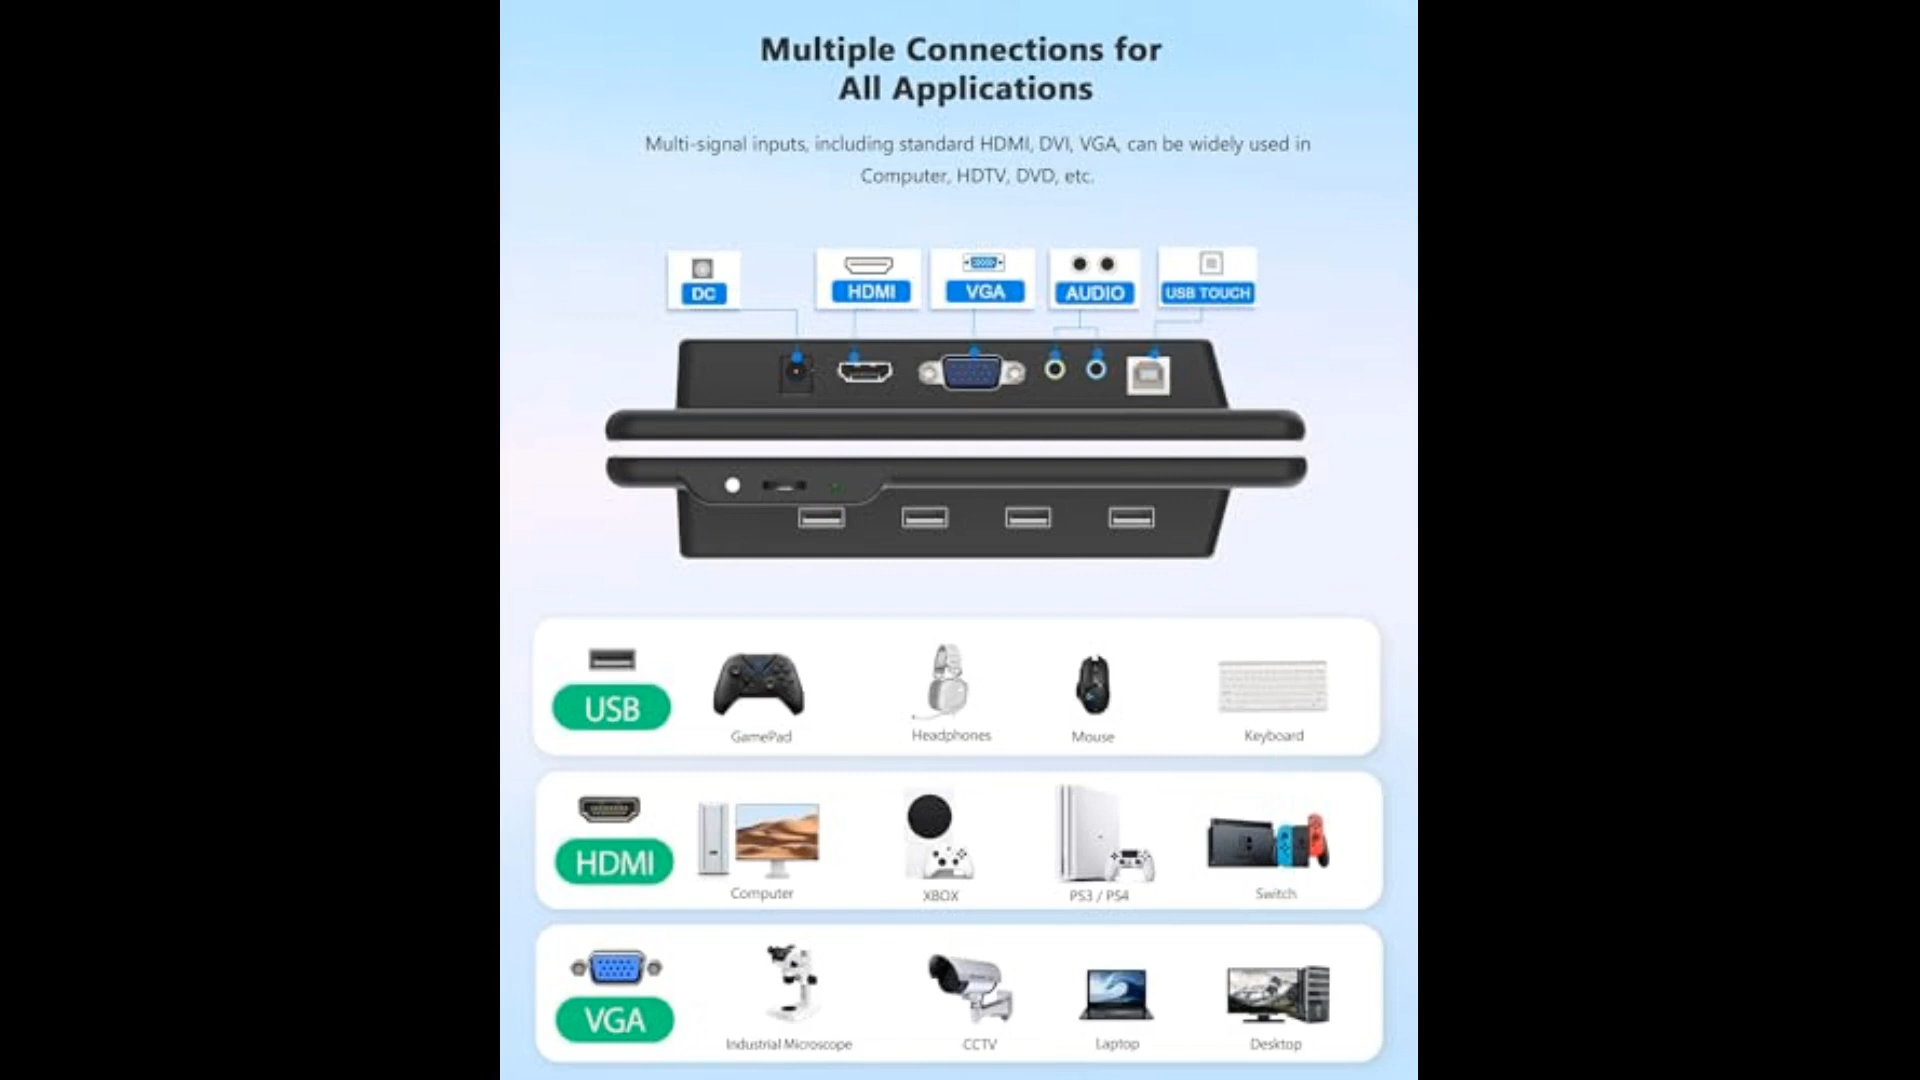 Multiple Connections for
All Applications
Multi-signal inputs, including standard HDMI, DVI, VGA, can be widely used in
Computer, HDTV, DVD, etc.
DC
HDMI
VGA
AUDIO
USB TOUCH
USB
GamePad
Headphones
Mouse
Keyboard
HDMI
Computer
XBOX
PS3 / PS4
Switch
VGA
Industrial Microscope
CCTV
Laptop
Desktop